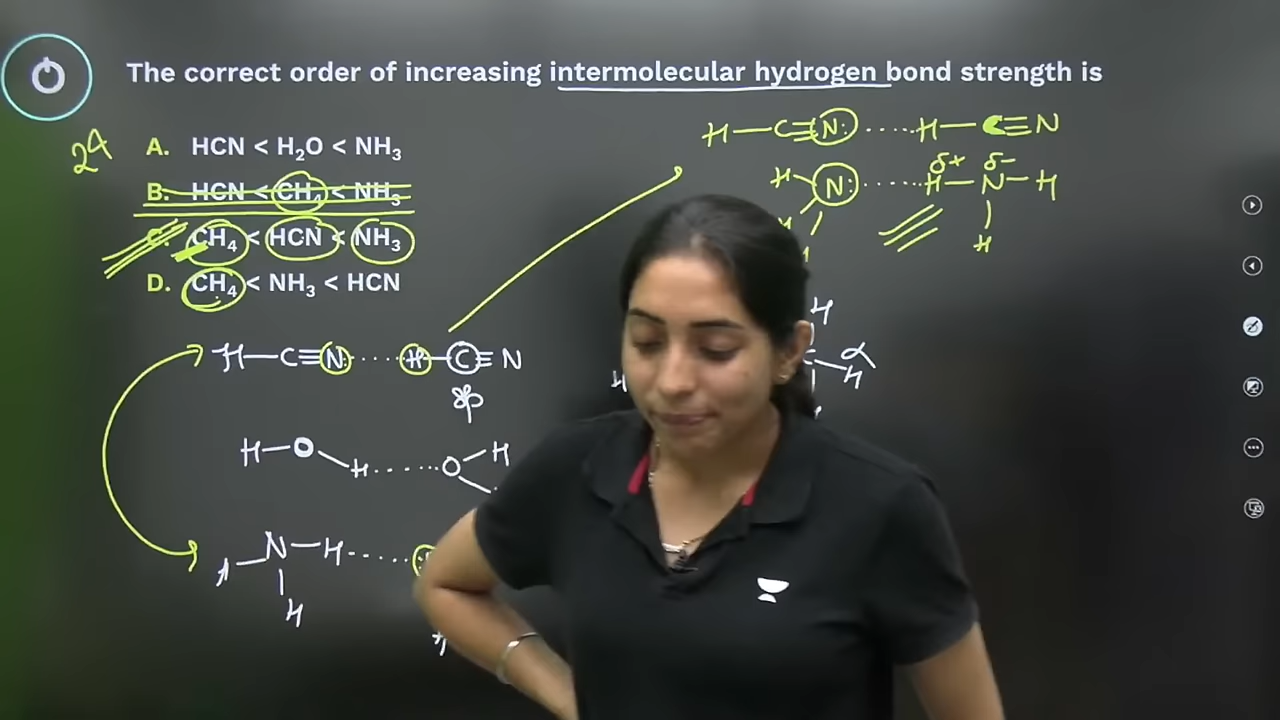 The correct order of increasing intermolecular hydrogen bond strength is
24
A. HCN < H₂O < NH₃
B. HCN < CH₄ < NH₃
C. CH₄ < HCN < NH₃
D. CH₄ < NH₃ < HCN
H—C≡N: ..... H—C≡N
δ+ δ-
H N: ...... H—N—H
H
H—C≡N: ..... H—C≡N
H
H
H—O H ...... O—H
N—H .....
H